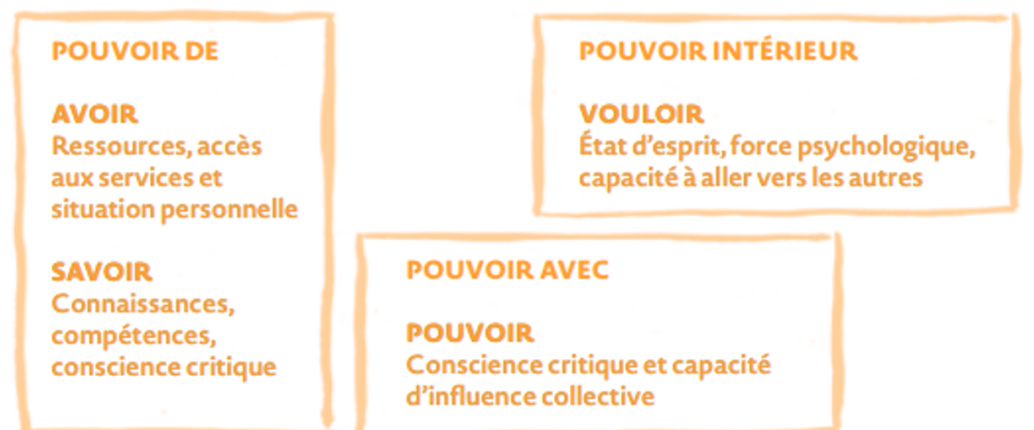 POUVOIR DE
AVOIR
Ressources, accès
aux services et
situation personnelle
SAVOIR
Connaissances,
compétences,
conscience critique
POUVOIR INTÉRIEUR
VOULOIR
État d'esprit, force psychologique,
capacité à aller vers les autres
POUVOIR AVEC
POUVOIR
Conscience critique et capacité
d'influence collective